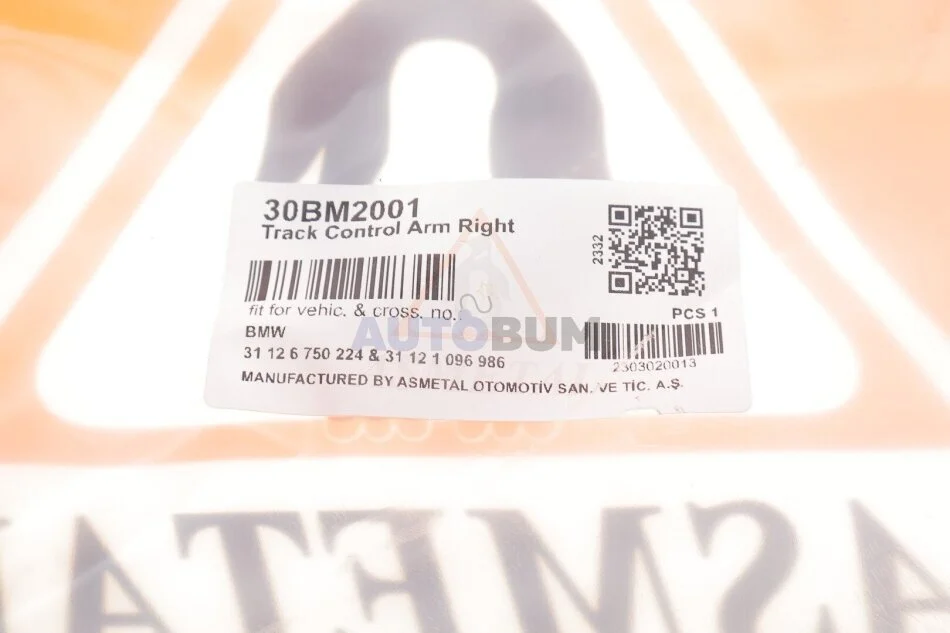 30BM2001
Track Control Arm Right
2332
fit for vehic. & cross. no.:
PCS 1
BMW
AUTOBUM
31 12 6 750 224 & 31 12 1 096 986
2303020013
MANUFACTURED BY ASMETAL OTOMOTİV SAN. VE TİC. A.Ş.
ASMETAL